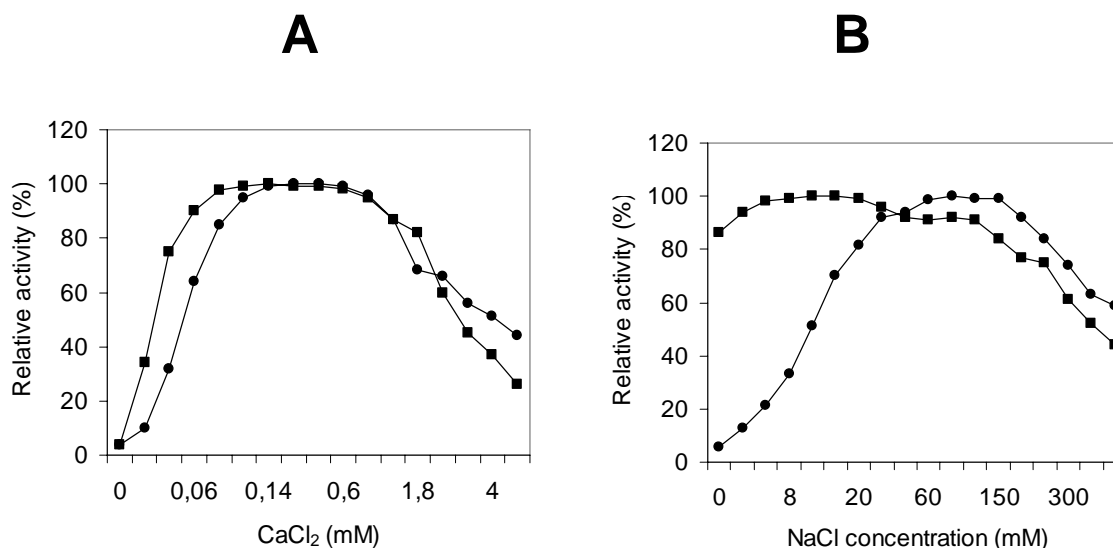 A
B
120
100
80
60
40
20
0
Relative activity (%)
0 0,06 0,14 0,6 1,8 4
CaCl₂ (mM)
120
100
80
60
40
20
0
Relative activity (%)
0 8 20 60 150 300
NaCl concentration (mM)